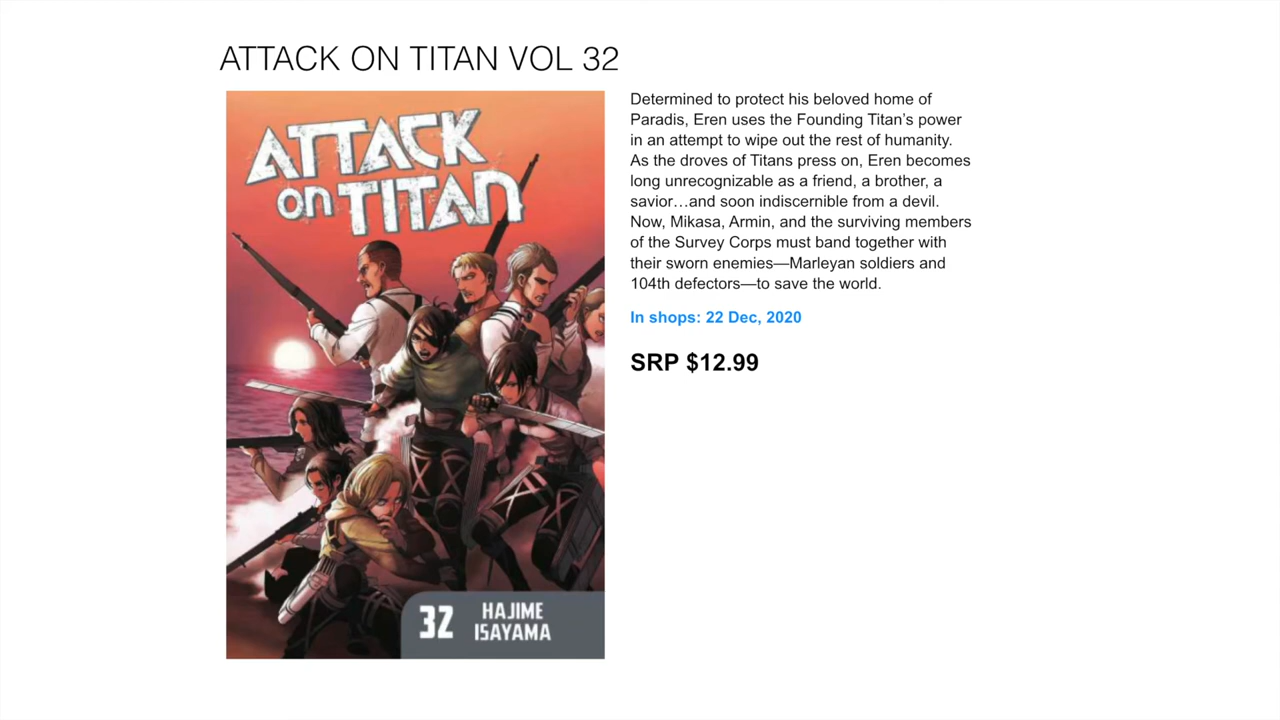 ATTACK ON TITAN VOL 32
ATTACK
on TITAN
32 HAJIME
ISAYAMA
Determined to protect his beloved home of
Paradis, Eren uses the Founding Titan’s power
in an attempt to wipe out the rest of humanity.
As the droves of Titans press on, Eren becomes
long unrecognizable as a friend, a brother, a
savior…and soon indiscernible from a devil.
Now, Mikasa, Armin, and the surviving members
of the Survey Corps must band together with
their sworn enemies—Marleyan soldiers and
104th defectors—to save the world.
In shops: 22 Dec, 2020
SRP $12.99